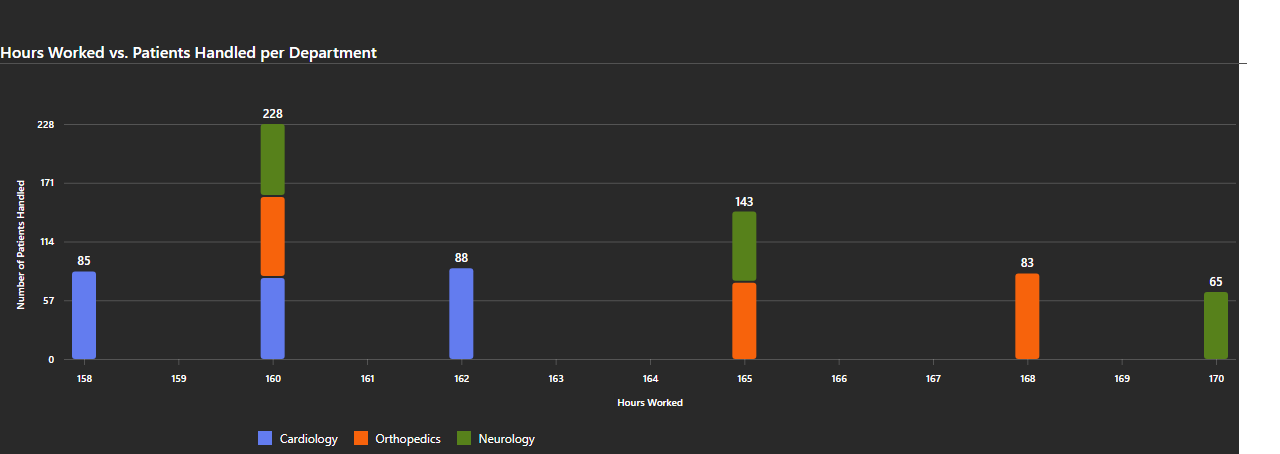 Hours Worked vs. Patients Handled per Department
228
228
171
143
Number of Patients Handled
114
85
88
83
65
57
0
158 159 160 161 162 163 164 165 166 167 168 169 170
Hours Worked
Cardiology Orthopedics Neurology